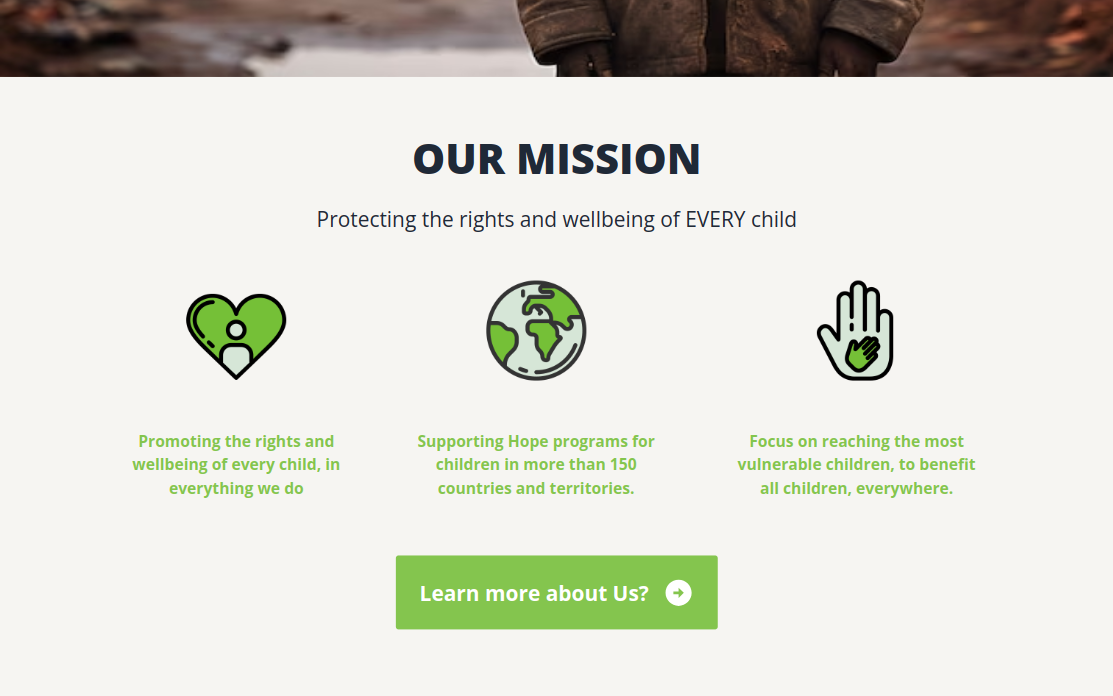 OUR MISSION
Protecting the rights and wellbeing of EVERY child
Promoting the rights and
wellbeing of every child, in
everything we do
Supporting Hope programs for
children in more than 150
countries and territories.
Focus on reaching the most
vulnerable children, to benefit
all children, everywhere.
Learn more about Us?